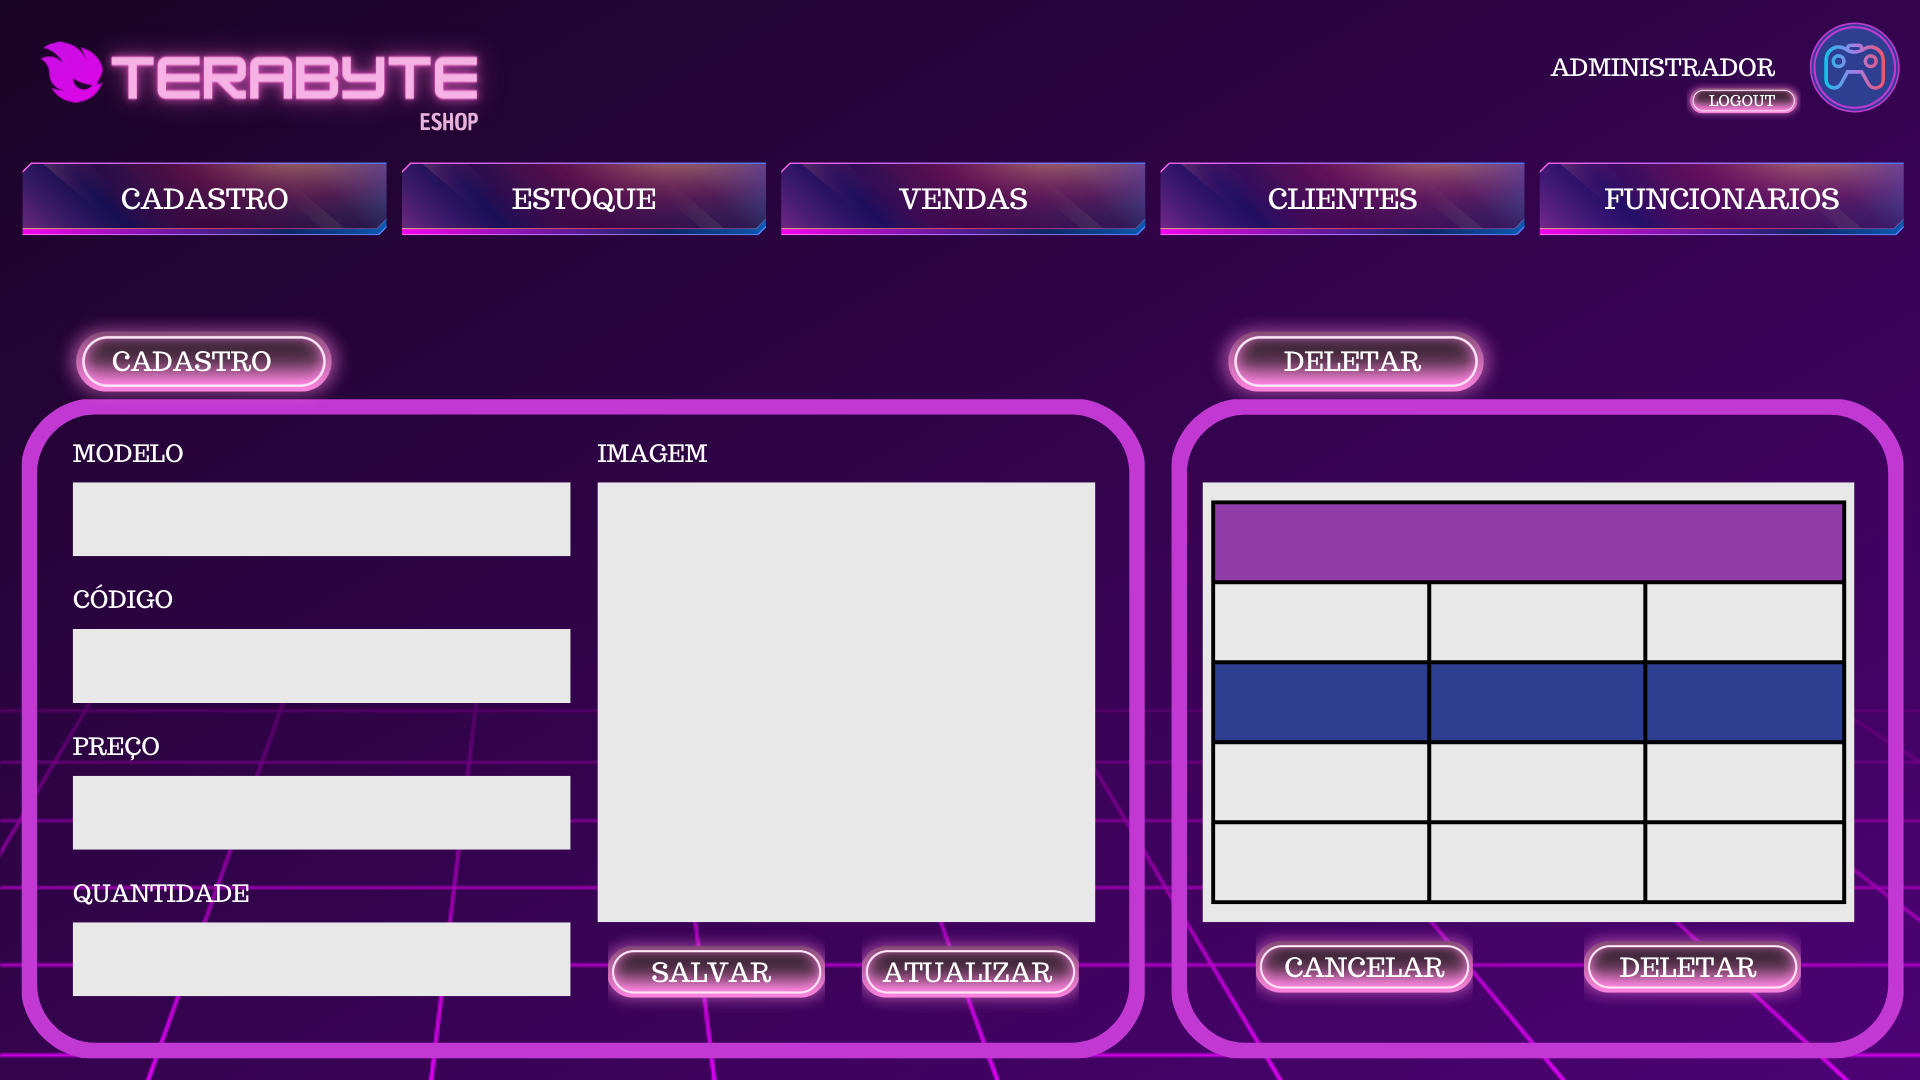 TERABYTE
ESHOP
ADMINISTRADOR
LOGOUT
CADASTRO
ESTOQUE
VENDAS
CLIENTES
FUNCIONARIOS
CADASTRO
DELETAR
MODELO
IMAGEM
CÓDIGO
PREÇO
QUANTIDADE
SALVAR
ATUALIZAR
CANCELAR
DELETAR